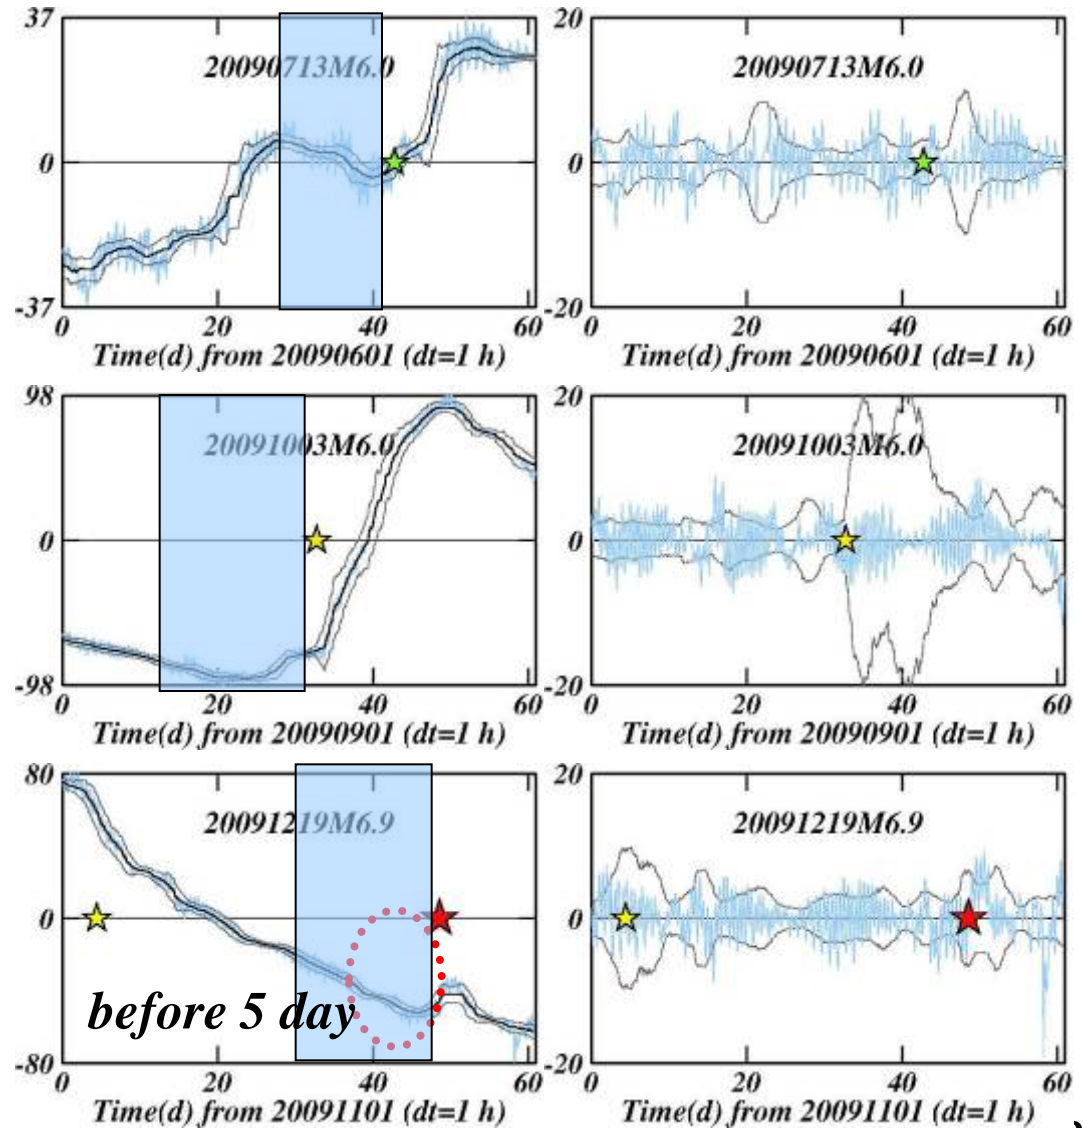 37
20090713M6.0
0
-37
0 20 40 60
Time(d) from 20090601 (dt=1 h)
20
20090713M6.0
0
-20
0 20 40 60
Time(d) from 20090601 (dt=1 h)
98
20091003M6.0
0
-98
0 20 40 60
Time(d) from 20090901 (dt=1 h)
20
20091003M6.0
0
-20
0 20 40 60
Time(d) from 20090901 (dt=1 h)
80
20091219M6.9
0
before 5 day
-80
0 20 40 60
Time(d) from 20091101 (dt=1 h)
20
20091219M6.9
0
-20
0 20 40 60
Time(d) from 20091101 (dt=1 h)